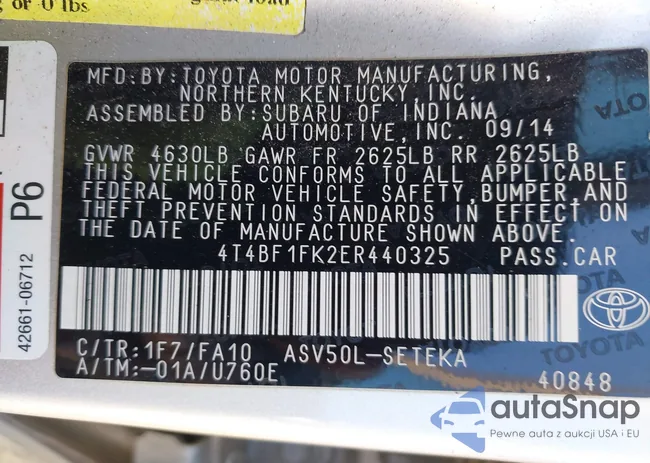 g or 0 lbs
MFD.BY:TOYOTA MOTOR MANUFACTURING,
NORTHERN KENTUCKY,INC.
ASSEMBLED BY:SUBARU OF INDIANA
AUTOMOTIVE,INC. 09/14
GVWR 4630LB GAWR FR 2625LB RR 2625LB
THIS VEHICLE CONFORMS TO ALL APPLICABLE
FEDERAL MOTOR VEHICLE SAFETY,BUMPER,AND
THEFT PREVENTION STANDARDS IN EFFECT ON
THE DATE OF MANUFACTURE SHOWN ABOVE.
4T4BF1FK2ER440325 PASS.CAR
C/TR:1F7/FA10 ASV50L-SETEKA
A/TM:-01A/U760E 40848
TOYOTA
P6
42661-06712
autaSnap
Pewne auta z aukcji USA i EU